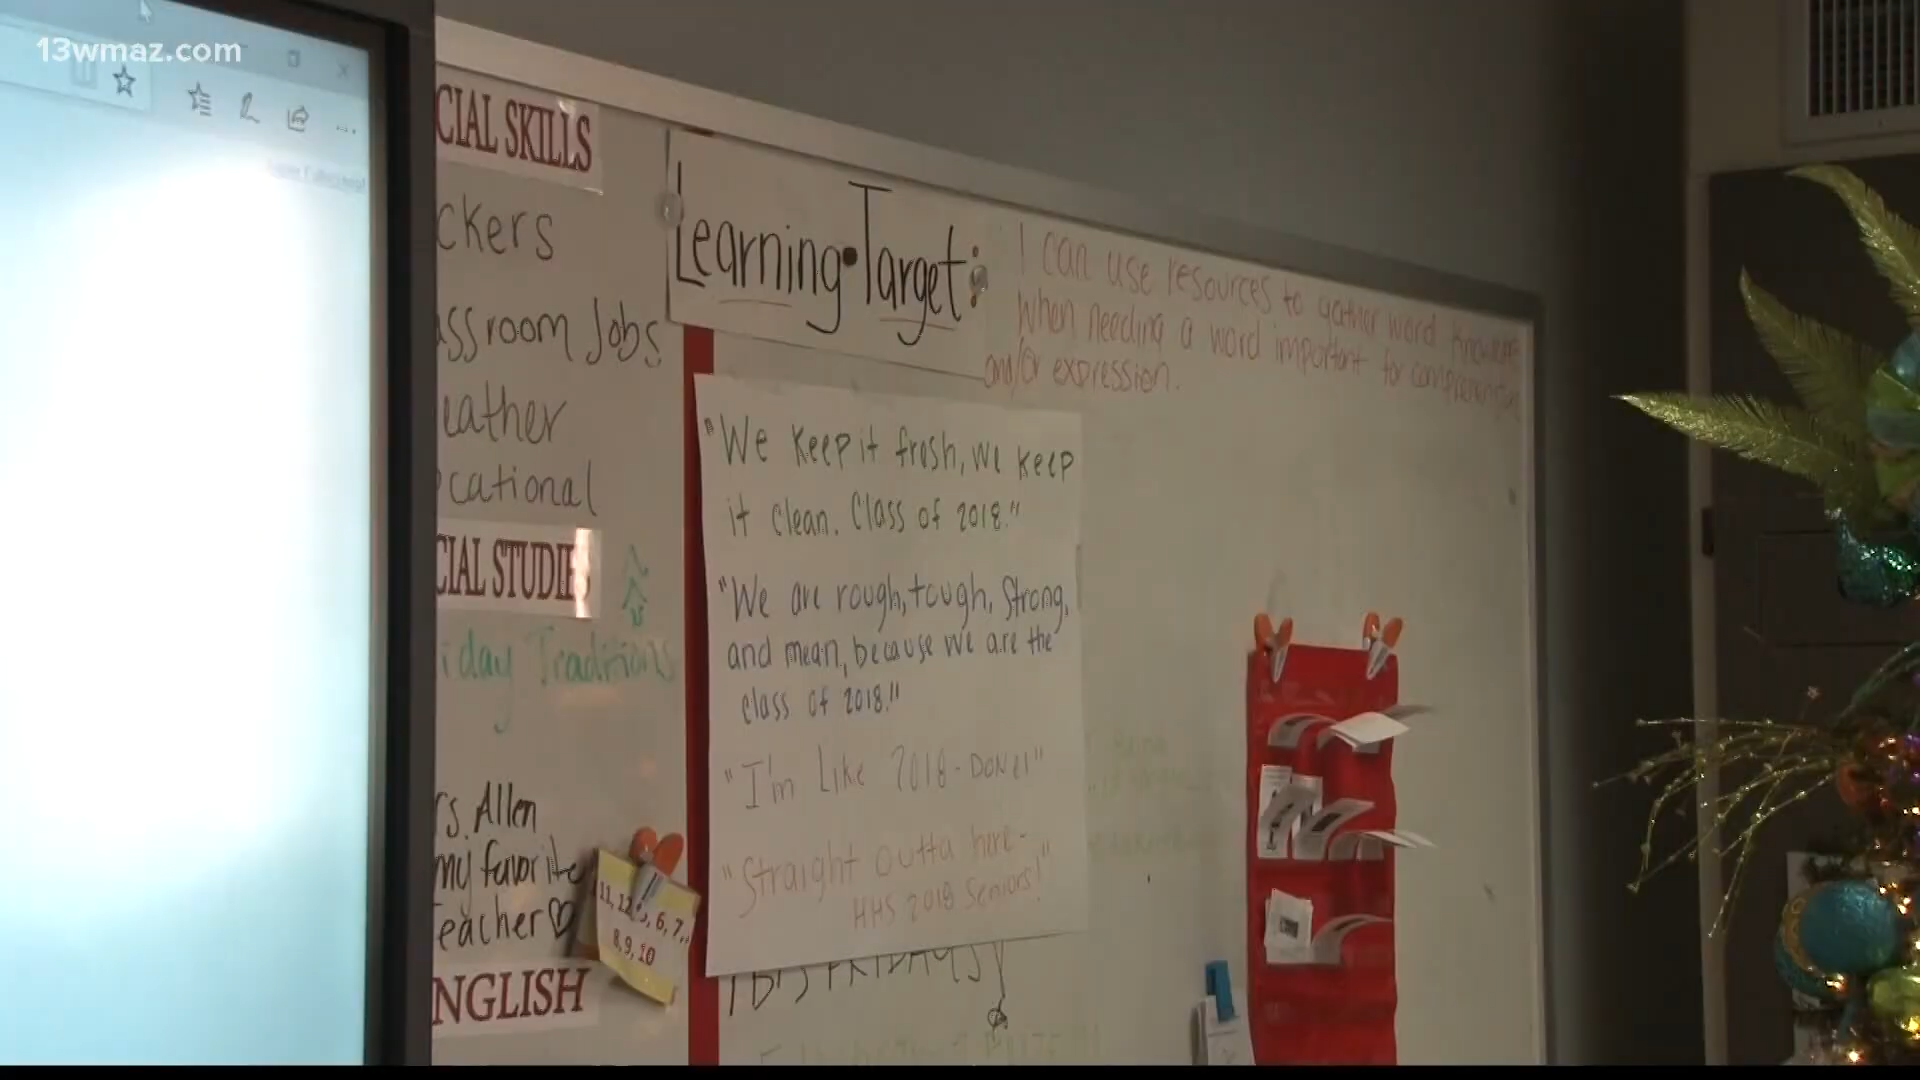 13wmaz.com
CIAL SKILLS
ckers
assroom Jobs
eather
ocational
CIAL STUDIES
iday Traditions
rs. Allen
my favorite
teacher
NGLISH
11, 12, 5, 6, 7,
8, 9, 10
Learning Target:
I can use resources to gather word
when needing a word important for comprehension
and/or expression.
"We keep it fresh, we keep
it clean. Class of 2018."
"We are rough, tough, strong,
and mean, because we are the
class of 2018."
"I'm Like 2018-DONE!"
"Straight outta here-
HHS 2018 Seniors!"